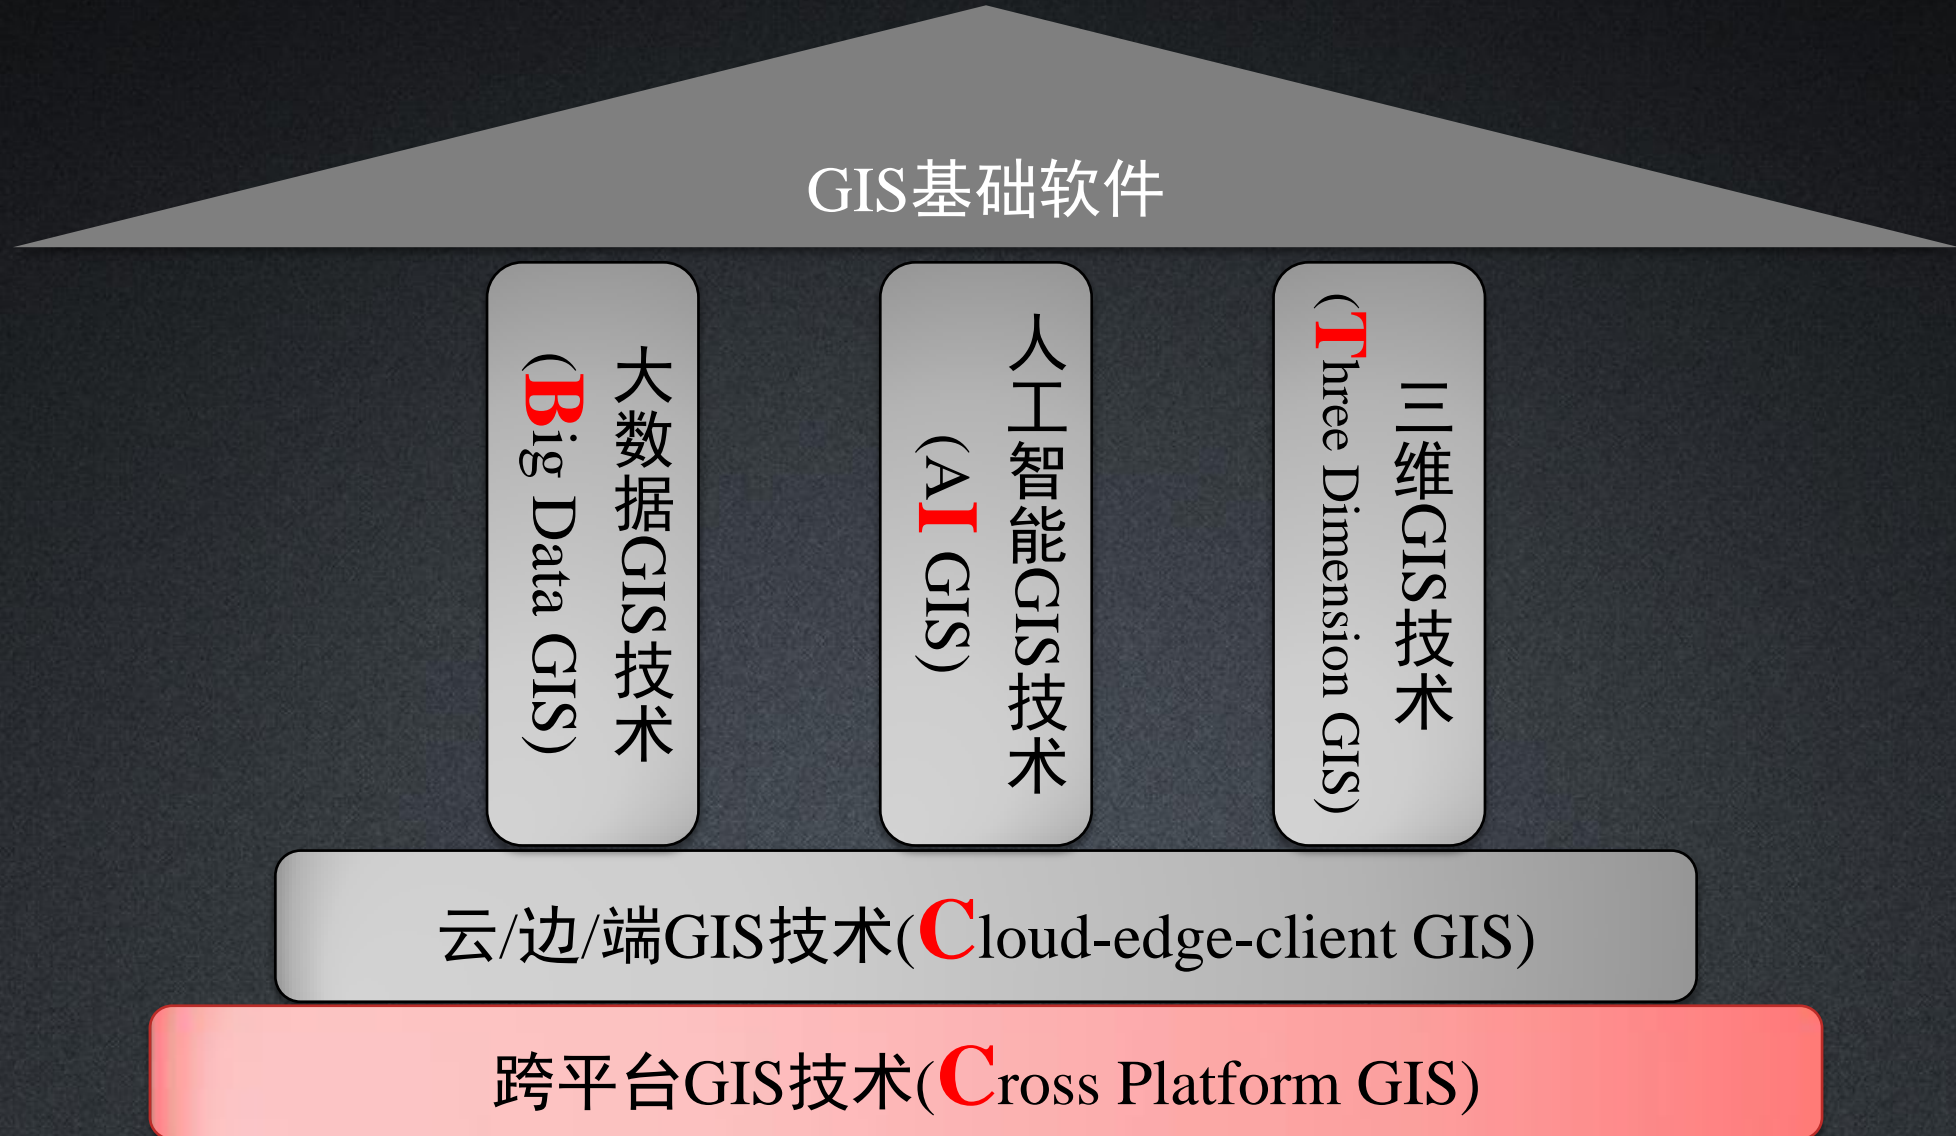 GIS基础软件
大数据GIS技术
(Big Data GIS)
人工智能GIS技术
(AI GIS)
三维GIS技术
(Three Dimension GIS)
云/边/端GIS技术(Cloud-edge-client GIS)
跨平台GIS技术(Cross Platform GIS)